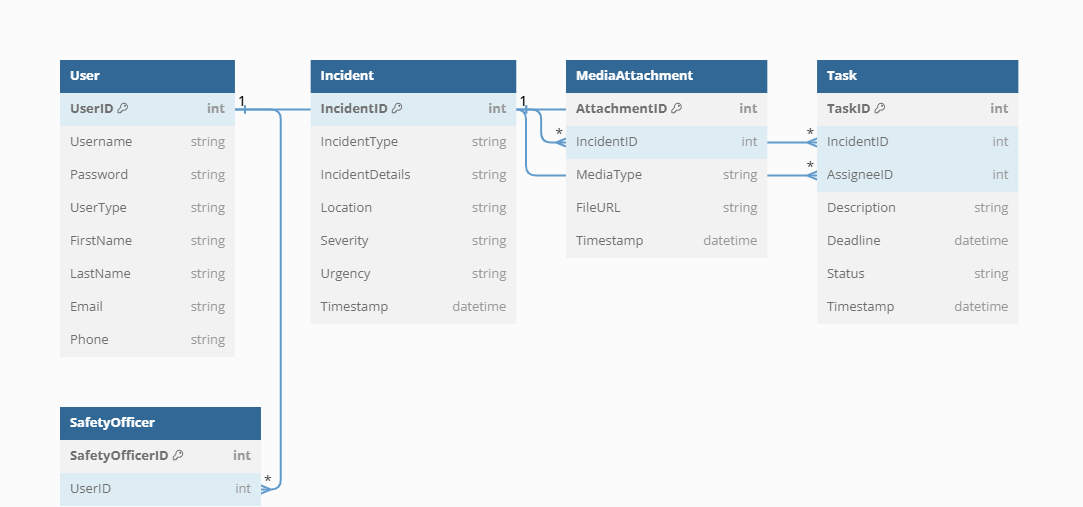 User
UserID int
Username string
Password string
UserType string
FirstName string
LastName string
Email string
Phone string
1
Incident
IncidentID int
IncidentType string
IncidentDetails string
Location string
Severity string
Urgency string
Timestamp datetime
1
*
MediaAttachment
AttachmentID int
IncidentID int
MediaType string
FileURL string
Timestamp datetime
*
*
Task
TaskID int
IncidentID int
AssigneeID int
Description string
Deadline datetime
Status string
Timestamp datetime
SafetyOfficer
SafetyOfficerID int
UserID int
*